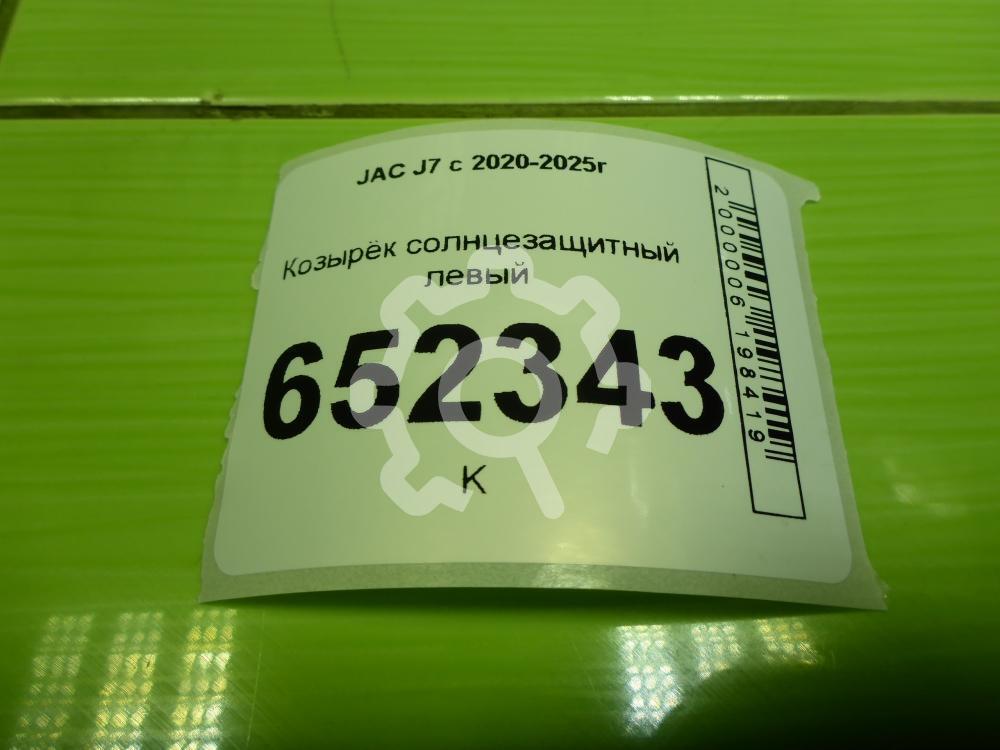 JAC J7 с 2020-2025г
Козырёк солнцезащитный
левый
652343
К
2000006198419